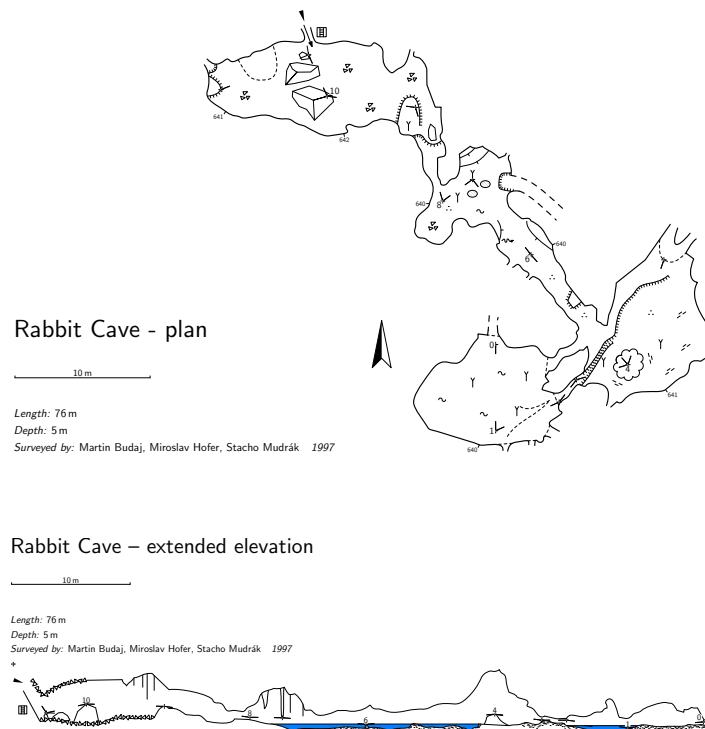 10
641
642
640
8
640
6
Rabbit Cave - plan
0
10 m
4
641
Length: 76 m
Depth: 5 m
1
Surveyed by: Martin Budaj, Miroslav Hofer, Stacho Mudrák 1997
640
Rabbit Cave – extended elevation
10 m
Length: 76 m
Depth: 5 m
Surveyed by: Martin Budaj, Miroslav Hofer, Stacho Mudrák 1997
10
8
6
4
1
0